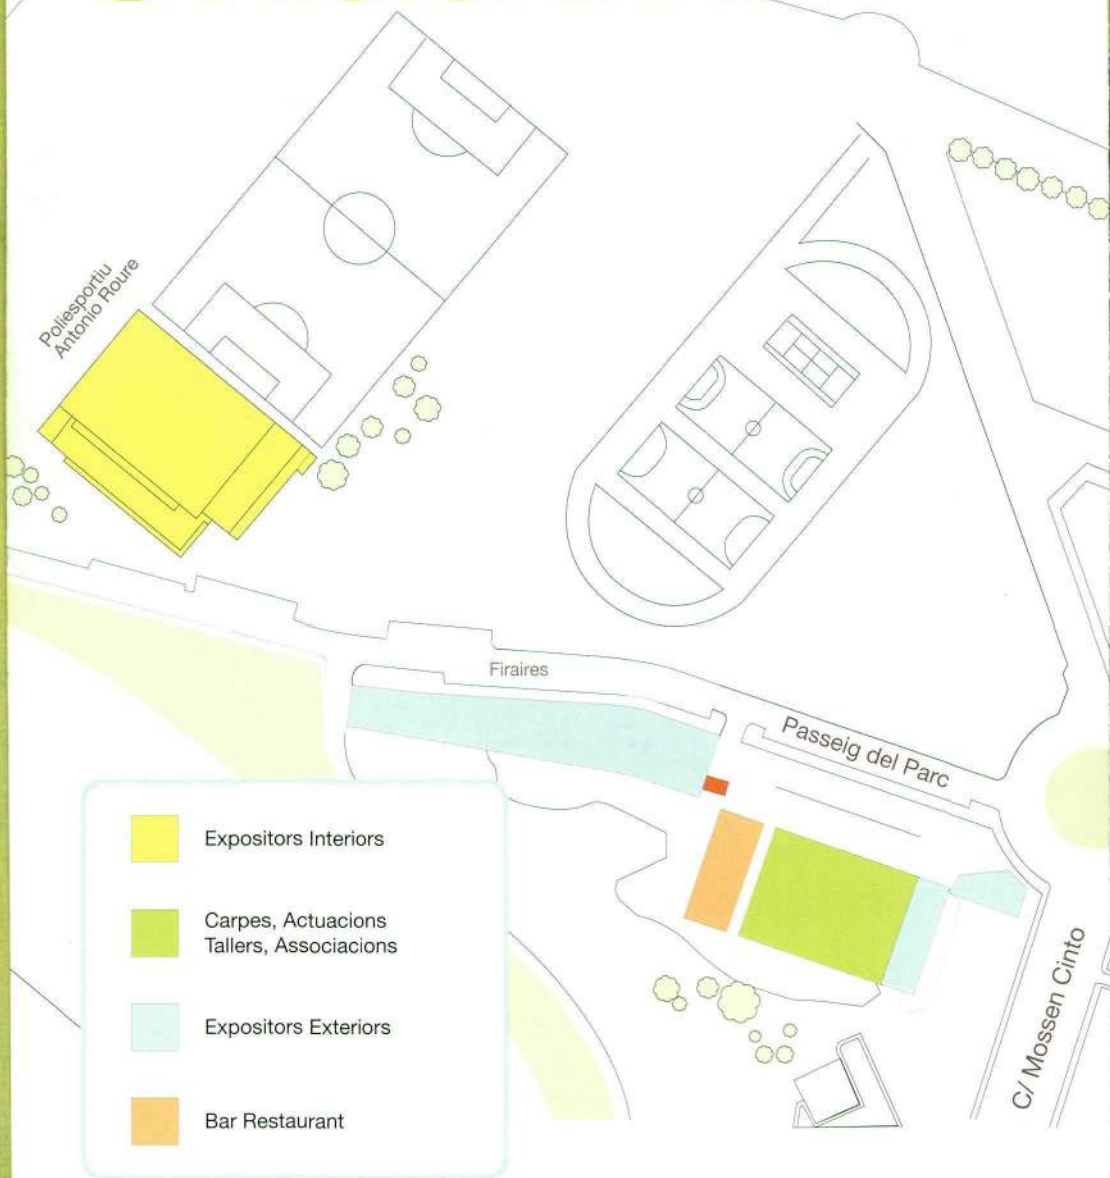 Poliesportiu
Antonio Roure
Firaires
Passeig del Parc
Expositors Interiors
Carpes, Actuacions
Tallers, Associacions
Expositors Exteriors
Bar Restaurant
C/ Mossen Cinto